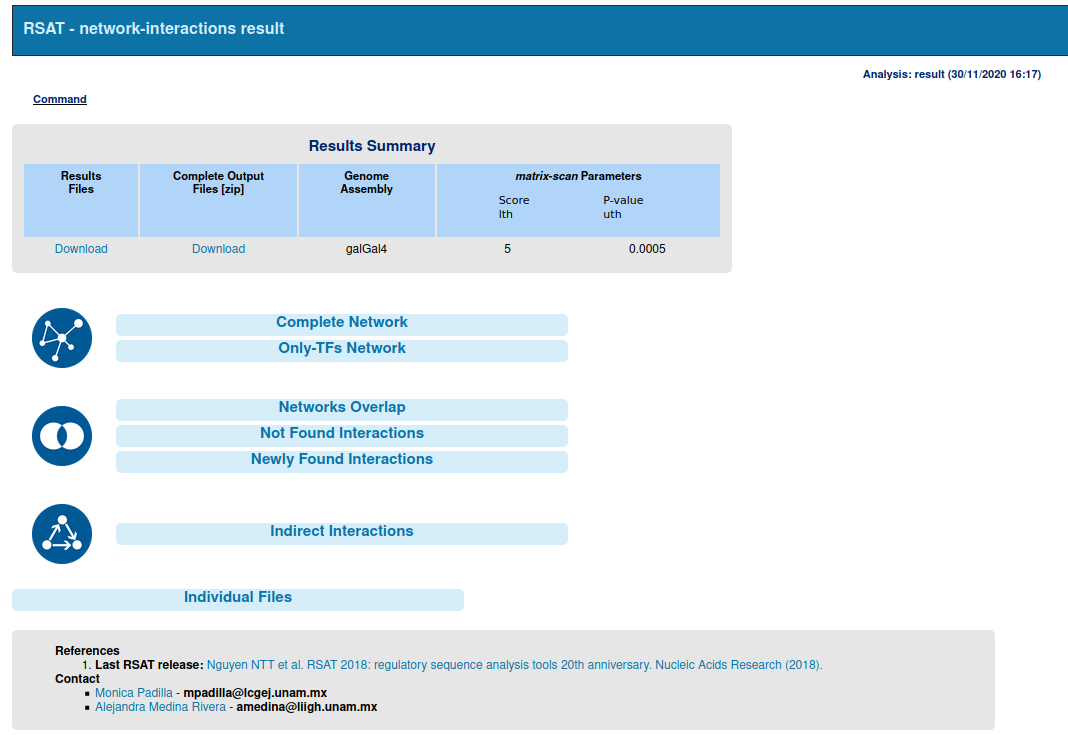 RSAT - network-interactions result
Analysis: result (30/11/2020 16:17)
Command
Results Summary
Results Files
Complete Output Files [zip]
Genome Assembly
matrix-scan Parameters
Score lth
P-value uth
Download
Download
galGal4
5
0.0005
Complete Network
Only-TFs Network
Networks Overlap
Not Found Interactions
Newly Found Interactions
Indirect Interactions
Individual Files
References
1. Last RSAT release: Nguyen NTT et al. RSAT 2018: regulatory sequence analysis tools 20th anniversary. Nucleic Acids Research (2018).
Contact
▪ Monica Padilla - mpadilla@lcgej.unam.mx
▪ Alejandra Medina Rivera - amedina@liigh.unam.mx